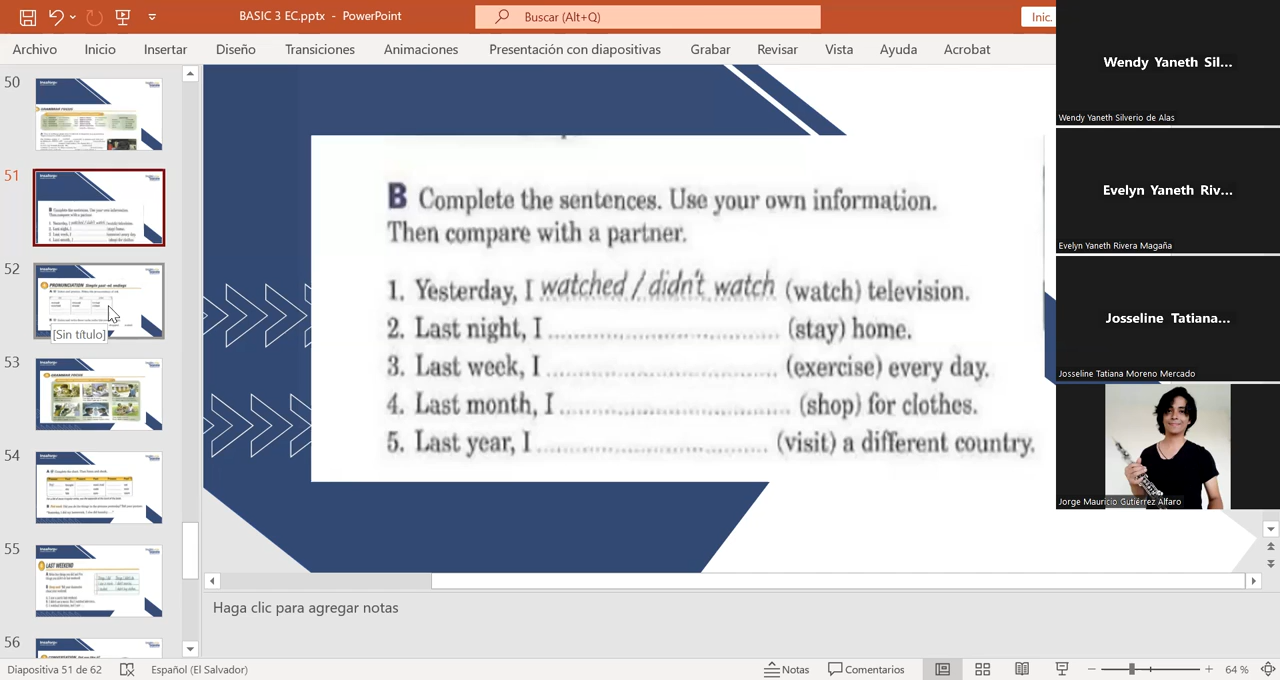 BASIC 3 EC.pptx - PowerPoint
Buscar (Alt+Q)
Inic.
Archivo Inicio Insertar Diseño Transiciones Animaciones Presentación con diapositivas Grabar Revisar Vista Ayuda Acrobat
50
51
52
[Sin título]
53
54
55
LAST WEEKEND
56
B Complete the sentences. Use your own information.
Then compare with a partner.
1. Yesterday, I watched / didn't watch (watch) television.
2. Last night, I (stay) home.
3. Last week, I (exercise) every day.
4. Last month, I (shop) for clothes.
5. Last year, I (visit) a different country.
Wendy Yaneth Sil...
Wendy Yaneth Silverio de Alas
Evelyn Yaneth Riv...
Evelyn Yaneth Rivera Magaña
Josseline Tatiana...
Josseline Tatiana Moreno Mercado
Jorge Mauricio Gutiérrez Alfaro
Haga clic para agregar notas
Diapositiva 51 de 62 Español (El Salvador) Notas Comentarios 64 %